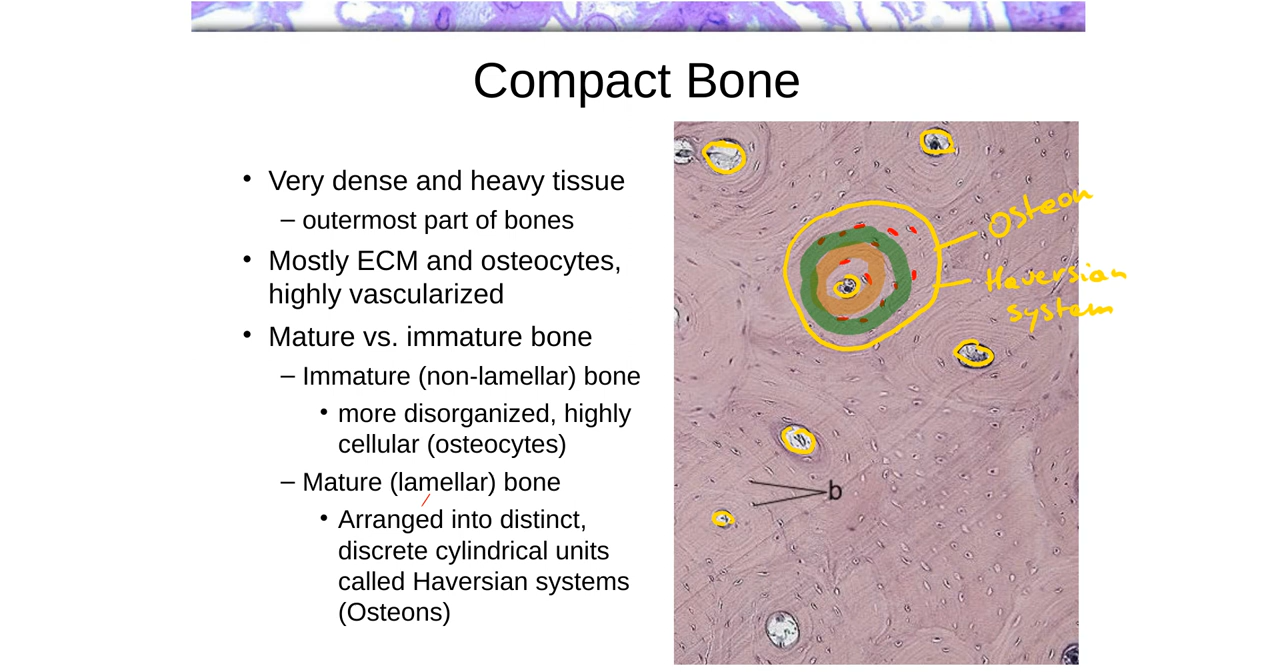 Compact Bone
• Very dense and heavy tissue
– outermost part of bones
• Mostly ECM and osteocytes,
highly vascularized
• Mature vs. immature bone
– Immature (non-lamellar) bone
• more disorganized, highly
cellular (osteocytes)
– Mature (lamellar) bone
• Arranged into distinct,
discrete cylindrical units
called Haversian systems
(Osteons)
Osteon
Haversian
system
b